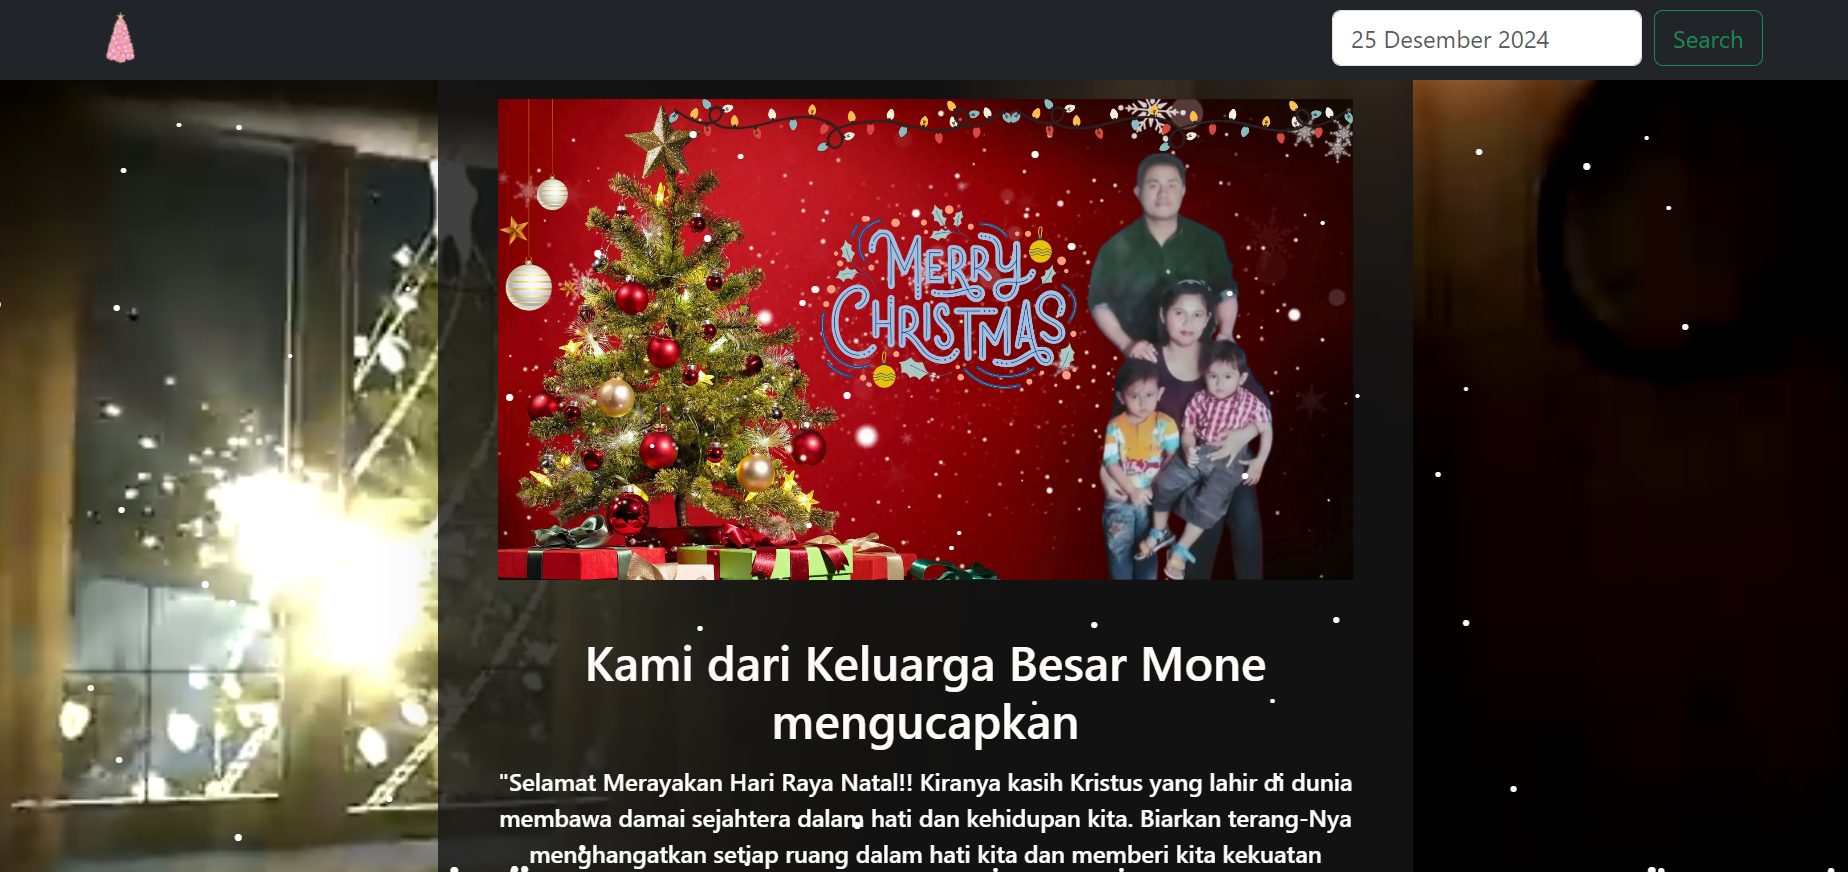 25 Desember 2024
Search
MERRY
CHRISTMAS
Kami dari Keluarga Besar Mone
mengucapkan
"Selamat Merayakan Hari Raya Natal!! Kiranya kasih Kristus yang lahir di dunia
membawa damai sejahtera dalam hati dan kehidupan kita. Biarkan terang-Nya
menghangatkan setiap ruang dalam hati kita dan memberi kita kekuatan